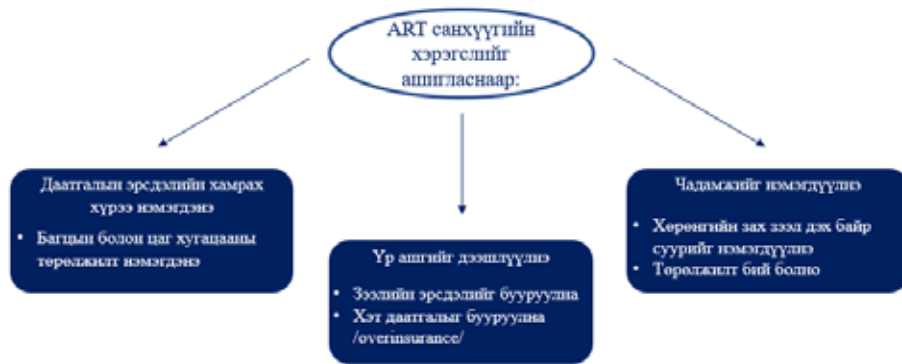 ART санхүүгийн
хэрэгслийг
ашигласнаар:
Даатгалын эрсдэлийн хамрах
хүрээ нэмэгдэнэ
• Багцын болон цаг хугацааны
төрөлжилт нэмэгдэнэ
Үр ашгийг дээшлүүлнэ
• Зээлийн эрсдэлийг бууруулна
• Хэт даатгалыг бууруулна
/overinsurance/
Чадамжийг нэмэгдүүлнэ
• Хөрөнгийн зах зээл дэх байр
суурийг нэмэгдүүлнэ
• Төрөлжилт бий болно